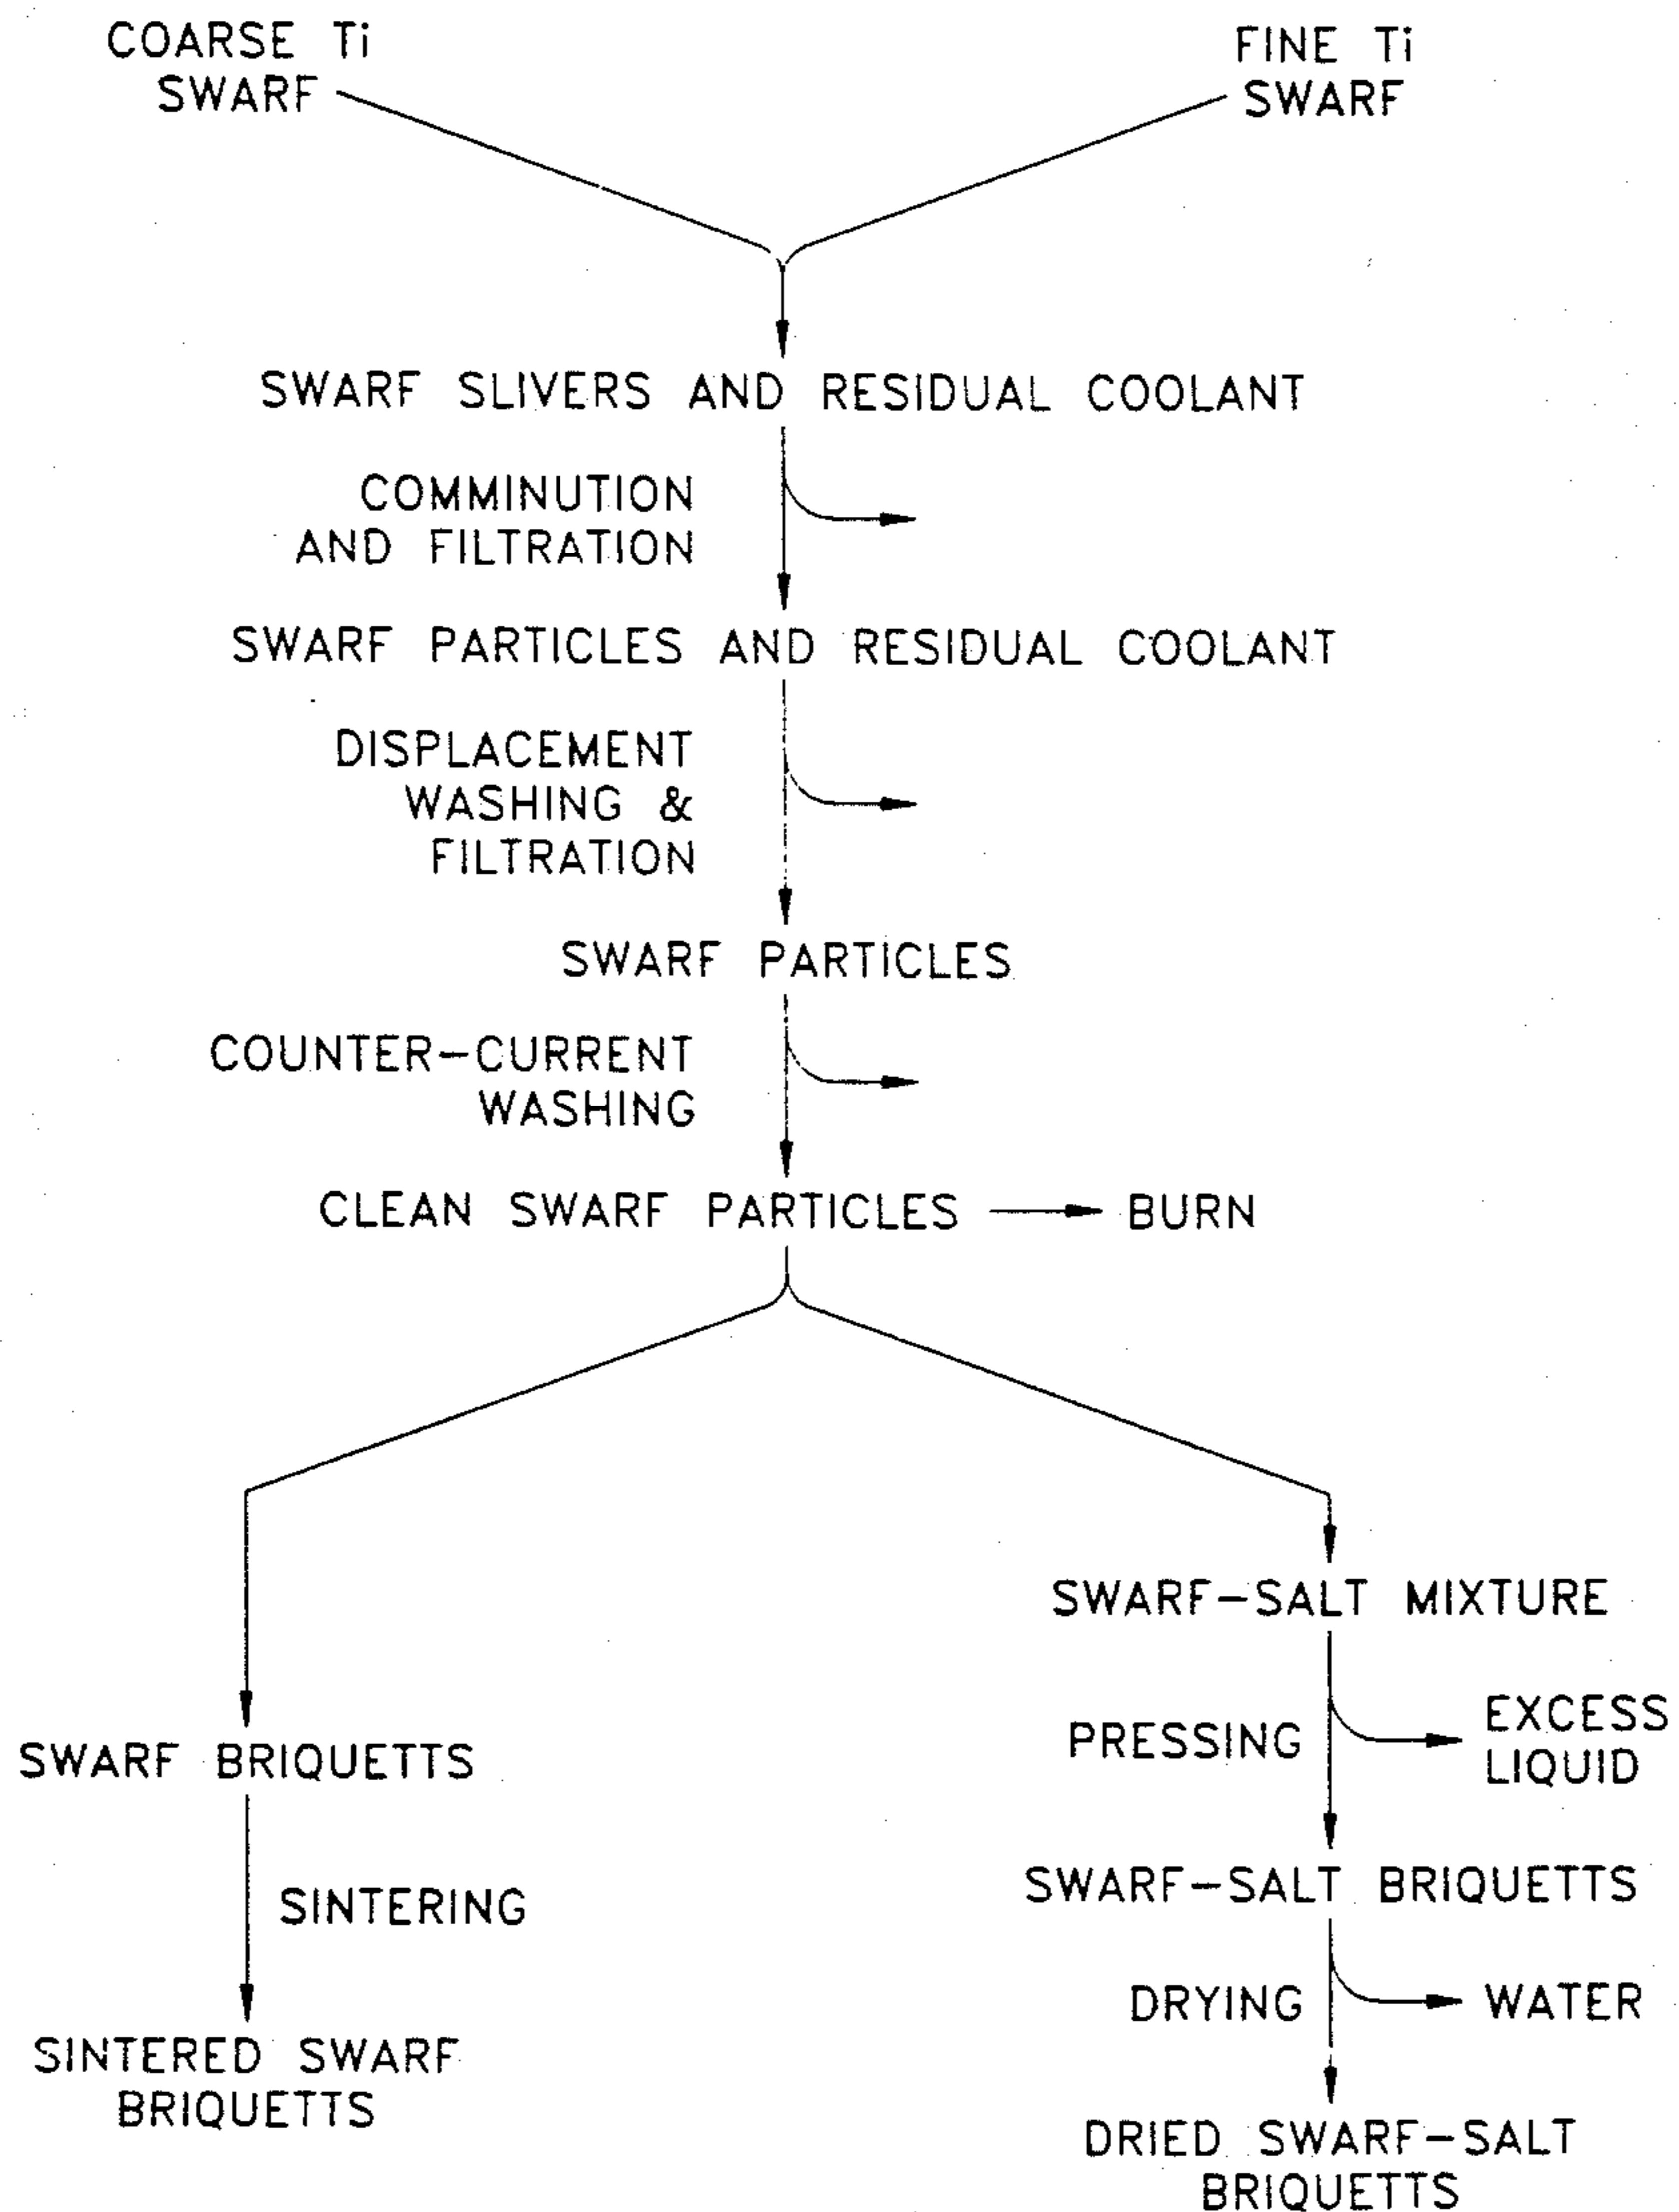 COARSE Ti
SWARF
FINE Ti
SWARF
SWARF SLIVERS AND RESIDUAL COOLANT
COMMINUTION
AND FILTRATION
SWARF PARTICLES AND RESIDUAL COOLANT
DISPLACEMENT
WASHING &
FILTRATION
SWARF PARTICLES
COUNTER-CURRENT
WASHING
CLEAN SWARF PARTICLES
BURN
SWARF BRIQUETTS
SINTERING
SINTERED SWARF
BRIQUETTS
SWARF-SALT MIXTURE
PRESSING
EXCESS
LIQUID
SWARF-SALT BRIQUETTS
DRYING
WATER
DRIED SWARF-SALT
BRIQUETTS